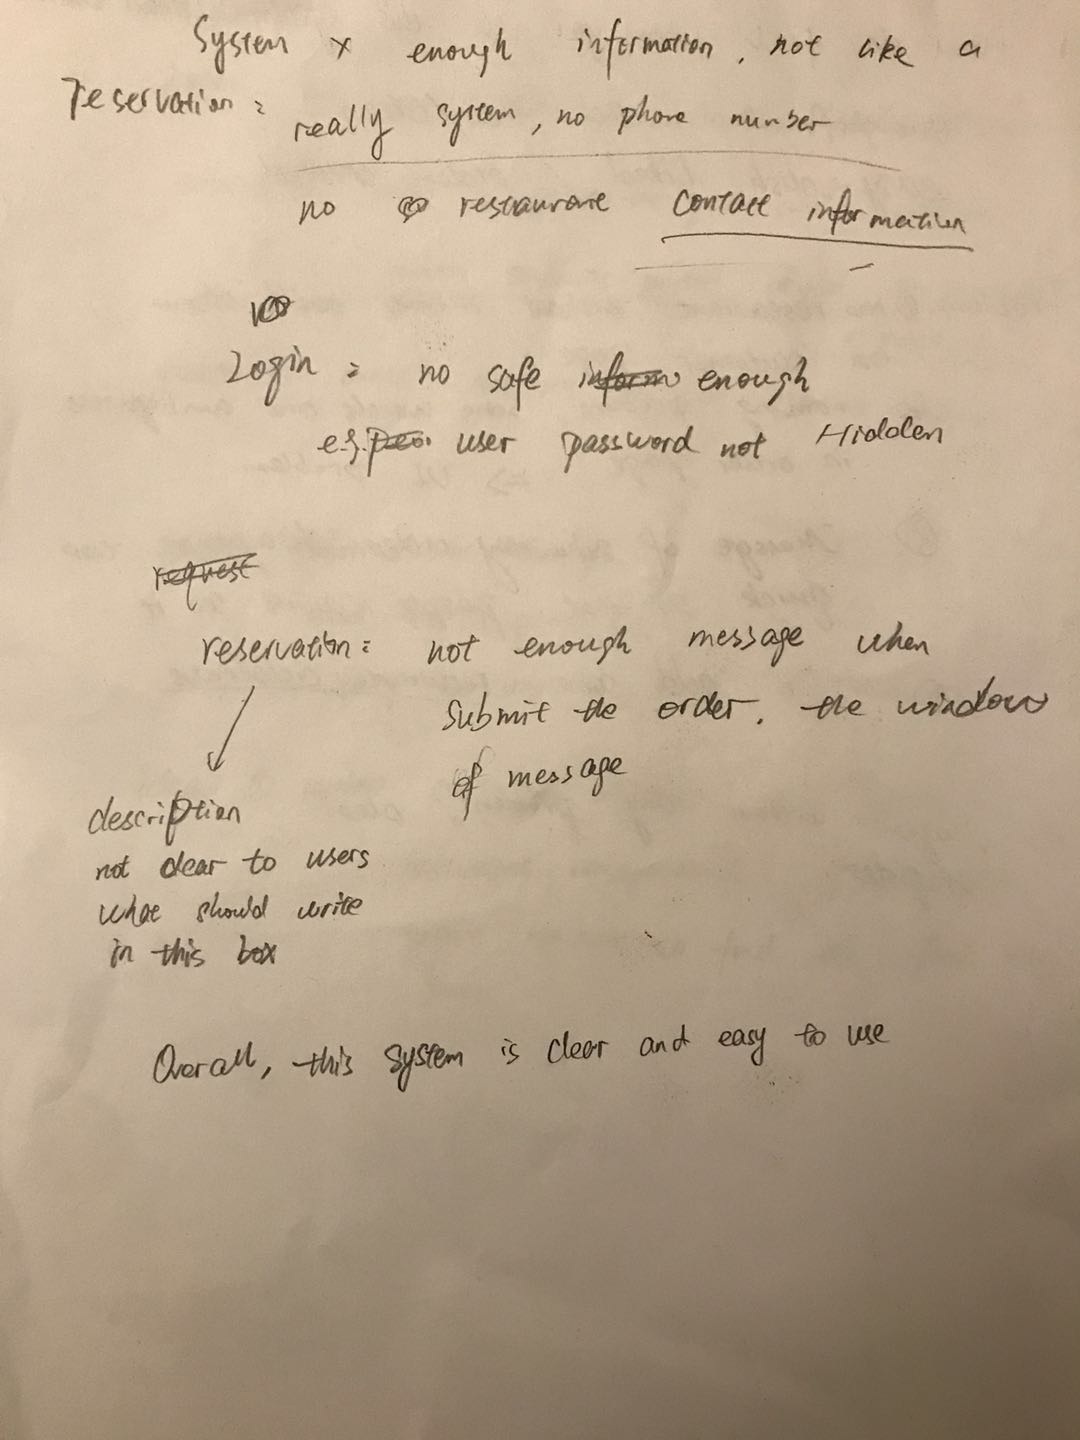 System × enough information, not like a
reservation: really system, no phone number
no restaurant contact information
Login: no safe enough
e.g. user password not Hidden
request
reservation: not enough message when
submit the order. the window
of message
description
not clear to users
what should write
in this box
Overall, this system is clear and easy to use